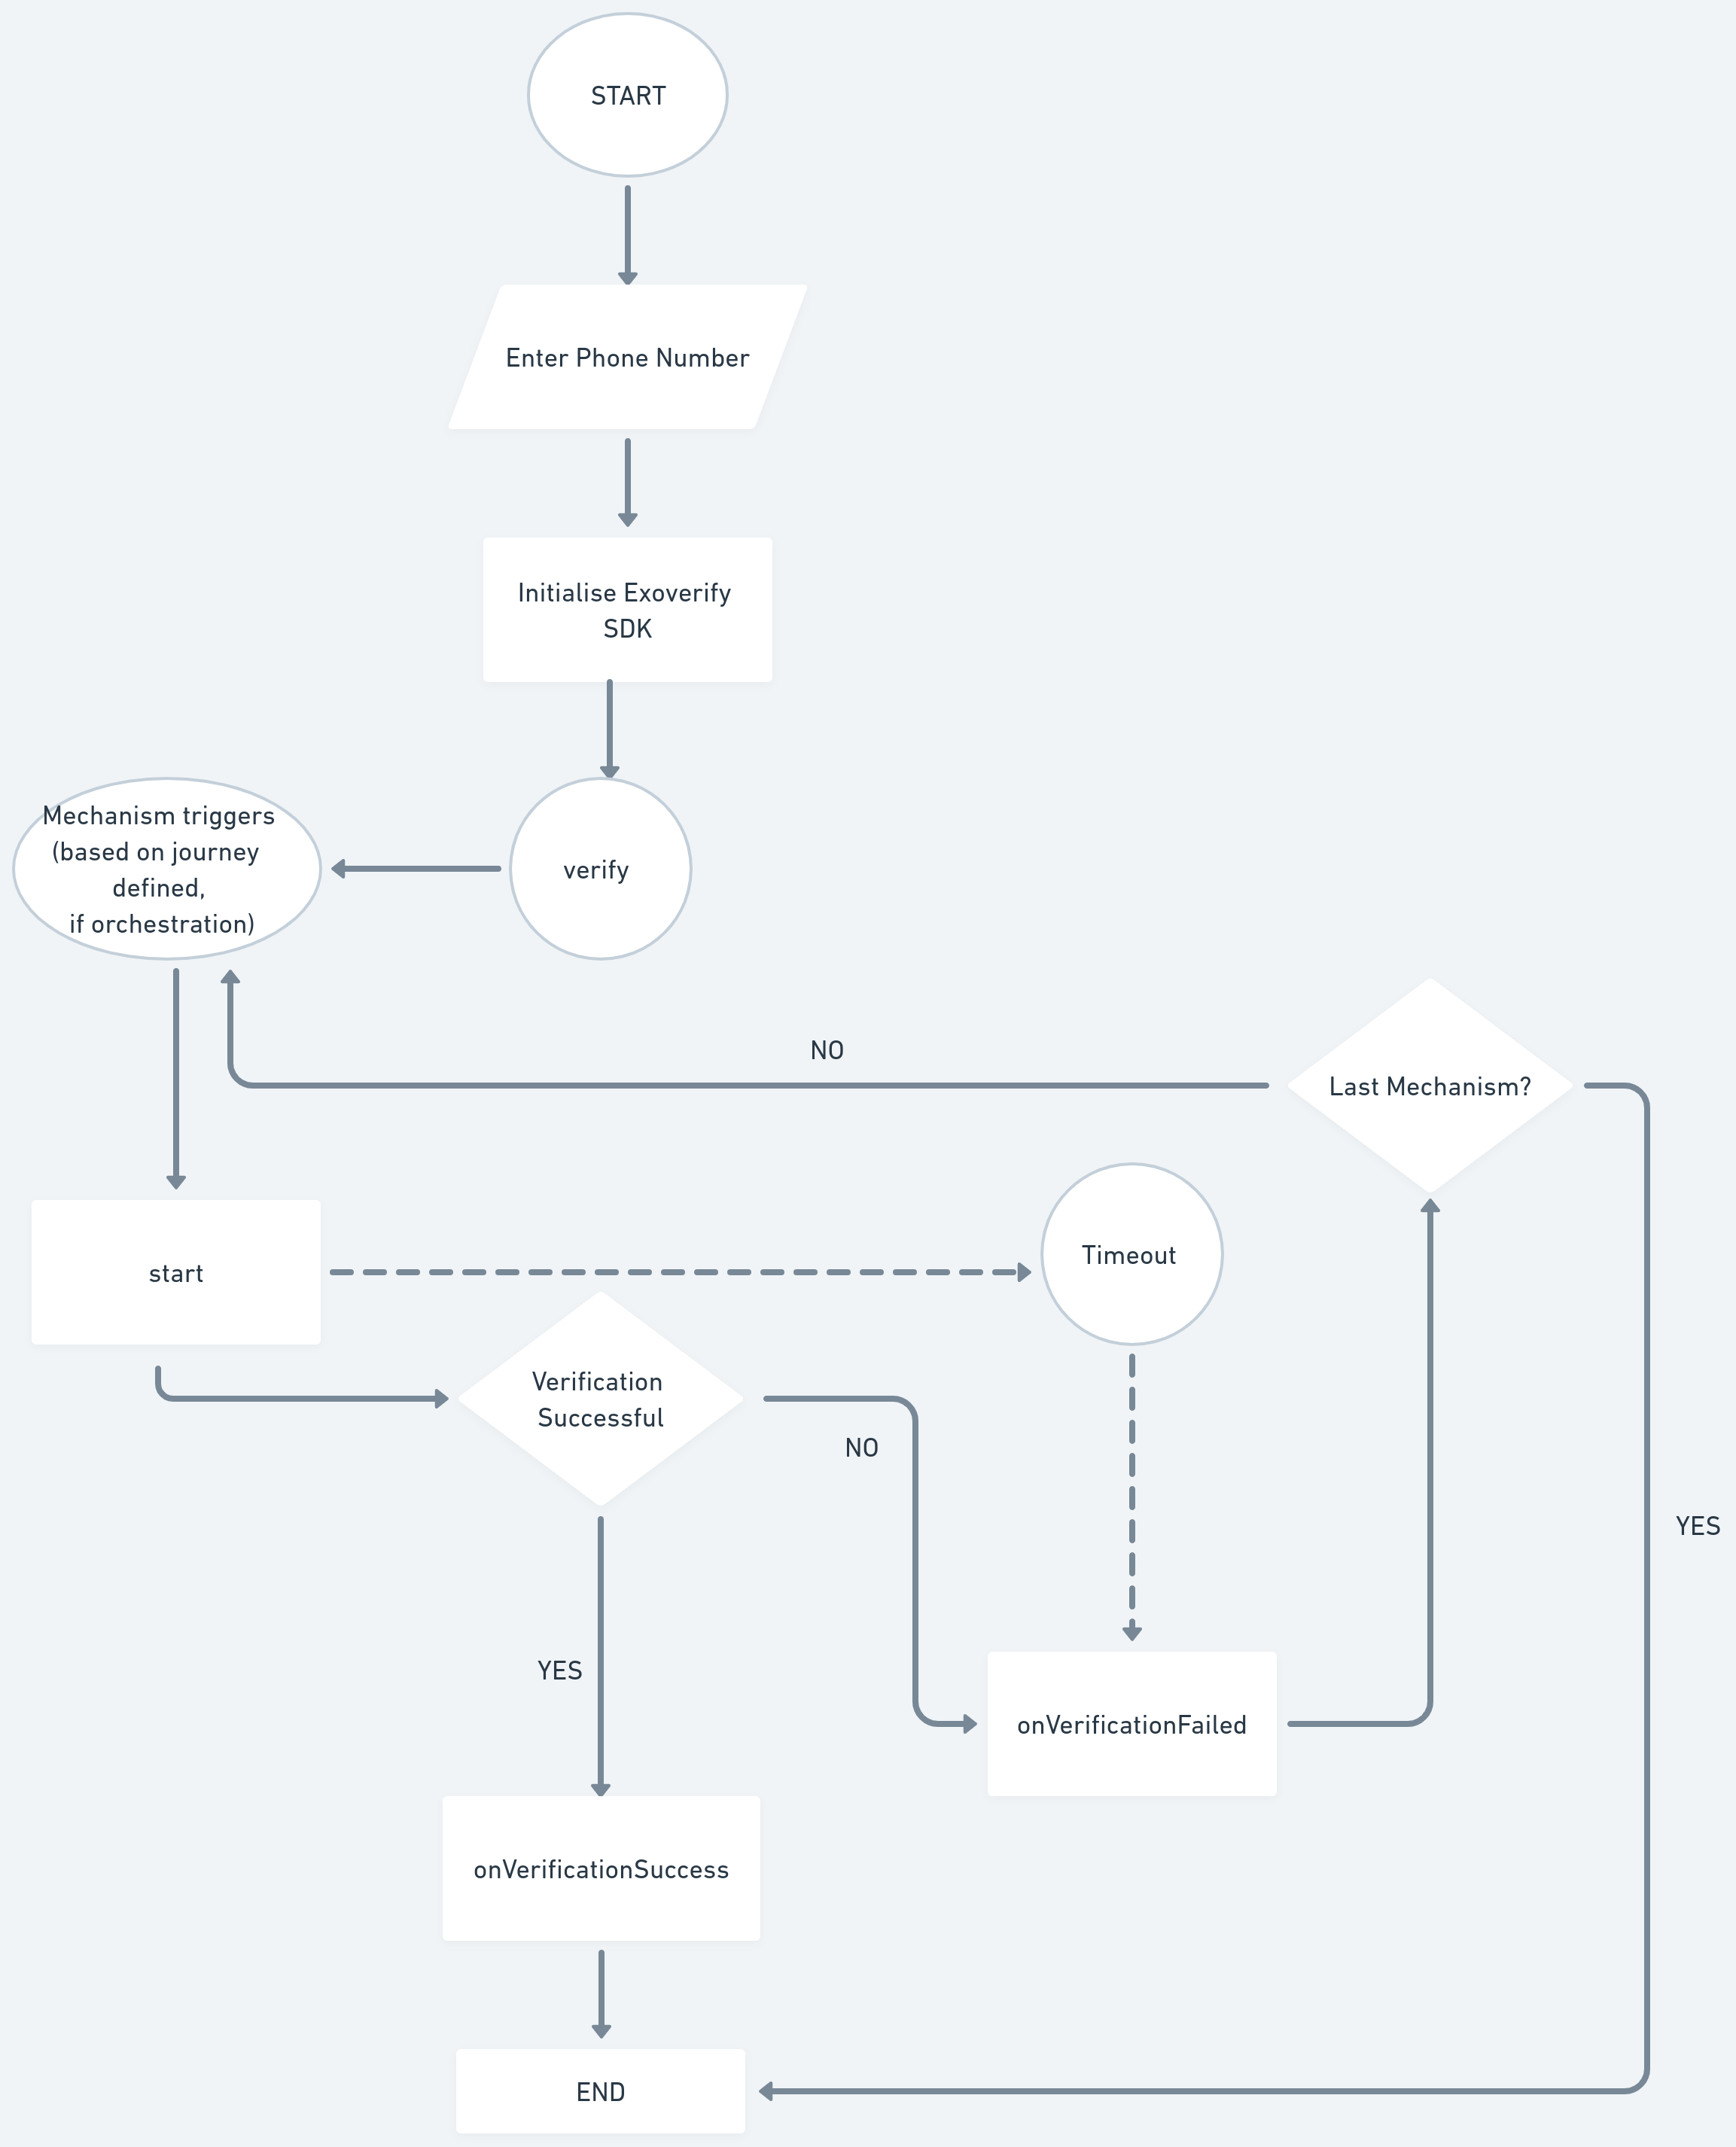 START
Enter Phone Number
Initialise Exoverify
SDK
Mechanism triggers
(based on journey
defined,
if orchestration)
verify
NO
Last Mechanism?
Timeout
start
Verification
Successful
NO
YES
YES
onVerificationFailed
onVerificationSuccess
END